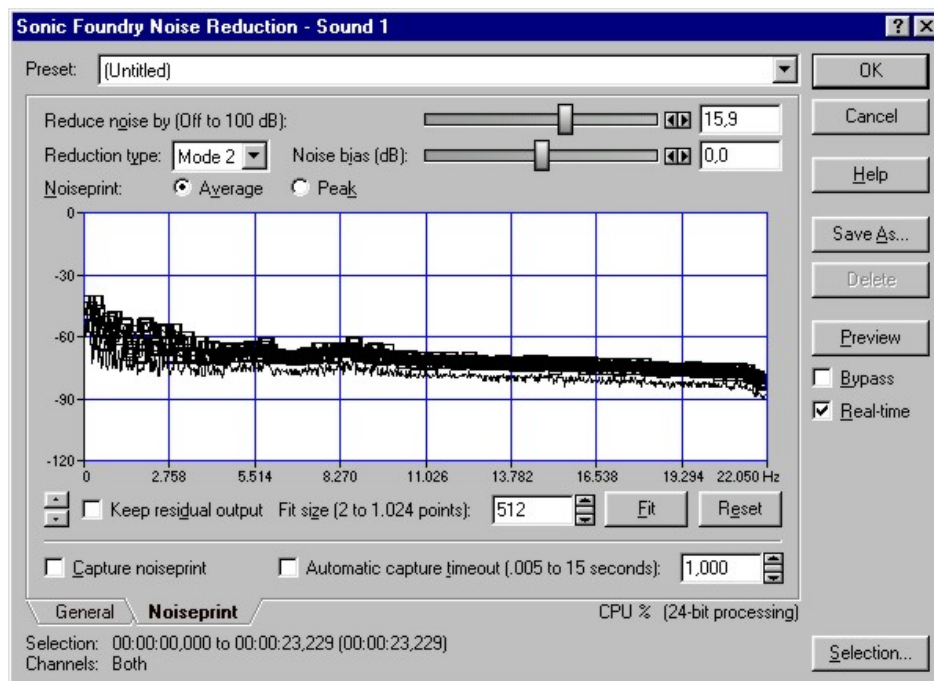 Sonic Foundry Noise Reduction - Sound 1
Preset: (Untitled)
OK
Reduce noise by (Off to 100 dB): 15,9
Cancel
Reduction type: Mode 2 Noise bias (dB): 0,0
Noiseprint: Average Peak
Help
0
-30
-60
-90
-120
0 2.758 5.514 8.270 11.026 13.782 16.538 19.294 22.050 Hz
Save As...
Delete
Preview
Bypass
Real-time
Keep residual output Fit size (2 to 1.024 points): 512 Fit Reset
Capture noiseprint Automatic capture timeout (.005 to 15 seconds): 1,000
General Noiseprint CPU % (24-bit processing)
Selection: 00:00:00,000 to 00:00:23,229 (00:00:23,229)
Channels: Both
Selection...